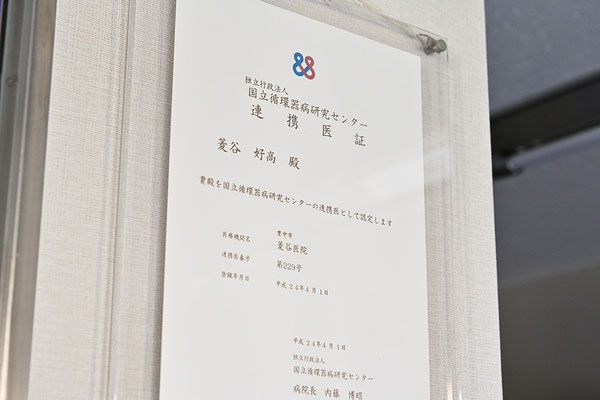 独立行政法人
国立循環器病研究センター
連携医証
菱谷 好高 殿
貴殿を国立循環器病研究センターの連携医として認定します
医療機関名 豊中市
菱谷医院
連携医番号 第229号
登録年月日 平成24年4月1日
平成24年4月1日
独立行政法人
国立循環器病研究センター
病院長 内藤 博昭